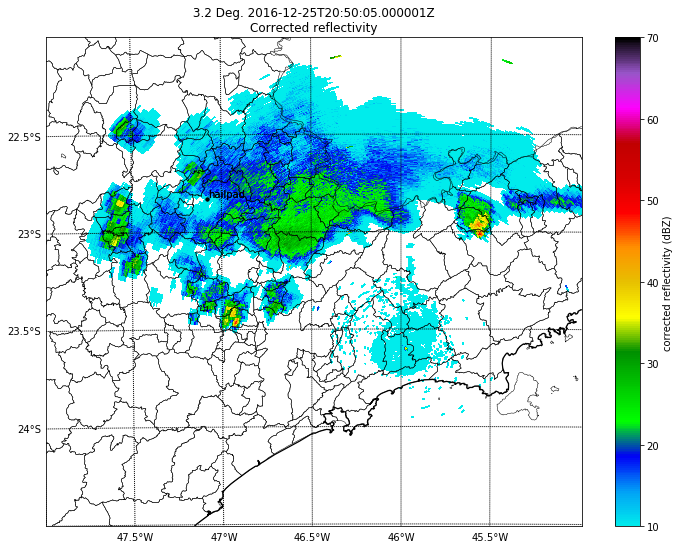 3.2 Deg. 2016-12-25T20:50:05.000001Z
Corrected reflectivity
22.5°S
23°S
23.5°S
24°S
47.5°W
47°W
46.5°W
46°W
45.5°W
hailpad
70
60
50
40
30
20
10
corrected reflectivity (dBZ)